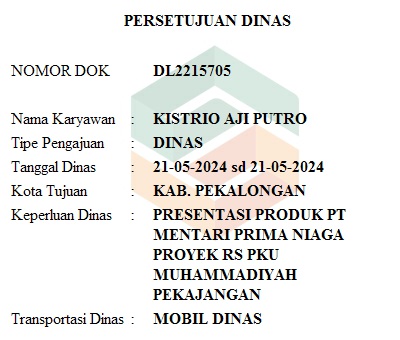 PERSETUJUAN DINAS
NOMOR DOK DL2215705
Nama Karyawan : KISTRIO AJI PUTRO
Tipe Pengajuan : DINAS
Tanggal Dinas : 21-05-2024 sd 21-05-2024
Kota Tujuan : KAB. PEKALONGAN
Keperluan Dinas : PRESENTASI PRODUK PT
MENTARI PRIMA NIAGA
PROYEK RS PKU
MUHAMMADIYAH
PEKAJANGAN
Transportasi Dinas : MOBIL DINAS